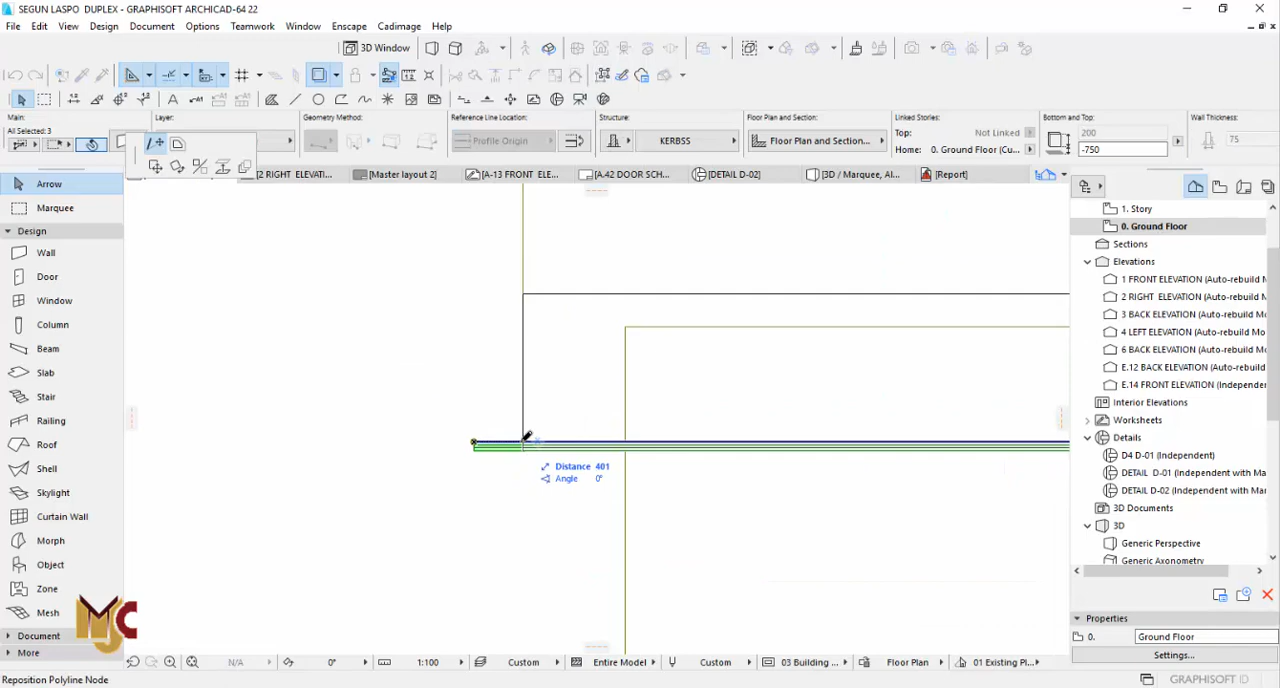 SEGUN LASPO DUPLEX - GRAPHISOFT ARCHICAD-64 22
File Edit View Design Document Options Teamwork Window Enscape Cadimage Help
3D Window
Main: Layer: Geometry Method: Reference Line Location: Structure: Floor Plan and Section: Linked Stories: Bottom and Top: Wall Thickness:
All Selected: 3
Profile Origin
KERBSS
Floor Plan and Section...
Top: Not Linked
Home: 0. Ground Floor (Cu...
200
-750
75
[2 RIGHT ELEVATI...
[Master layout 2]
[A-13 FRONT ELE...
[A.42 DOOR SCH...
[DETAIL D-02]
[3D / Marquee, Al...
[Report]
Arrow
Marquee
Design
Wall
Door
Window
Column
Beam
Slab
Stair
Railing
Roof
Shell
Skylight
Curtain Wall
Morph
Object
Zone
Mesh
Document
More
MJC
Distance 401
Angle 0°
1. Story
0. Ground Floor
Sections
Elevations
1 FRONT ELEVATION (Auto-rebuild M
2 RIGHT ELEVATION (Auto-rebuild M
3 BACK ELEVATION (Auto-rebuild Mo
4 LEFT ELEVATION (Auto-rebuild Mo
6 BACK ELEVATION (Auto-rebuild Mo
E.12 BACK ELEVATION (Auto-rebuild
E.14 FRONT ELEVATION (Independer
Interior Elevations
Worksheets
Details
D4 D-01 (Independent)
DETAIL D-01 (Independent with Mar
DETAIL D-02 (Independent with Mar
3D Documents
3D
Generic Perspective
Generic Axonometry
Properties
0. Ground Floor
Settings...
N/A 0° 1:100 Custom Entire Model Custom 03 Building ... Floor Plan 01 Existing Pl...
Reposition Polyline Node
GRAPHISOFT ID